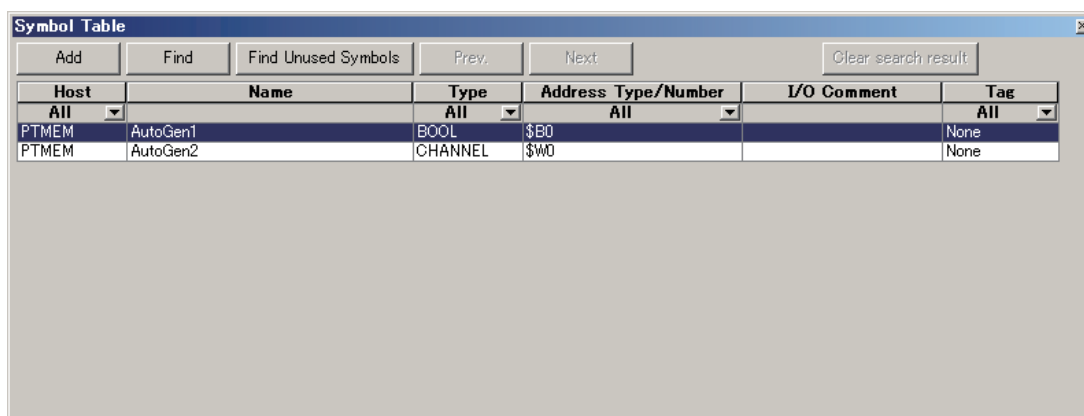 Symbol Table
Add Find Find Unused Symbols Prev. Next Clear search result
Host Name Type Address Type/Number I/O Comment Tag
All All All All
PTMEM AutoGen1 BOOL $B0 None
PTMEM AutoGen2 CHANNEL $W0 None